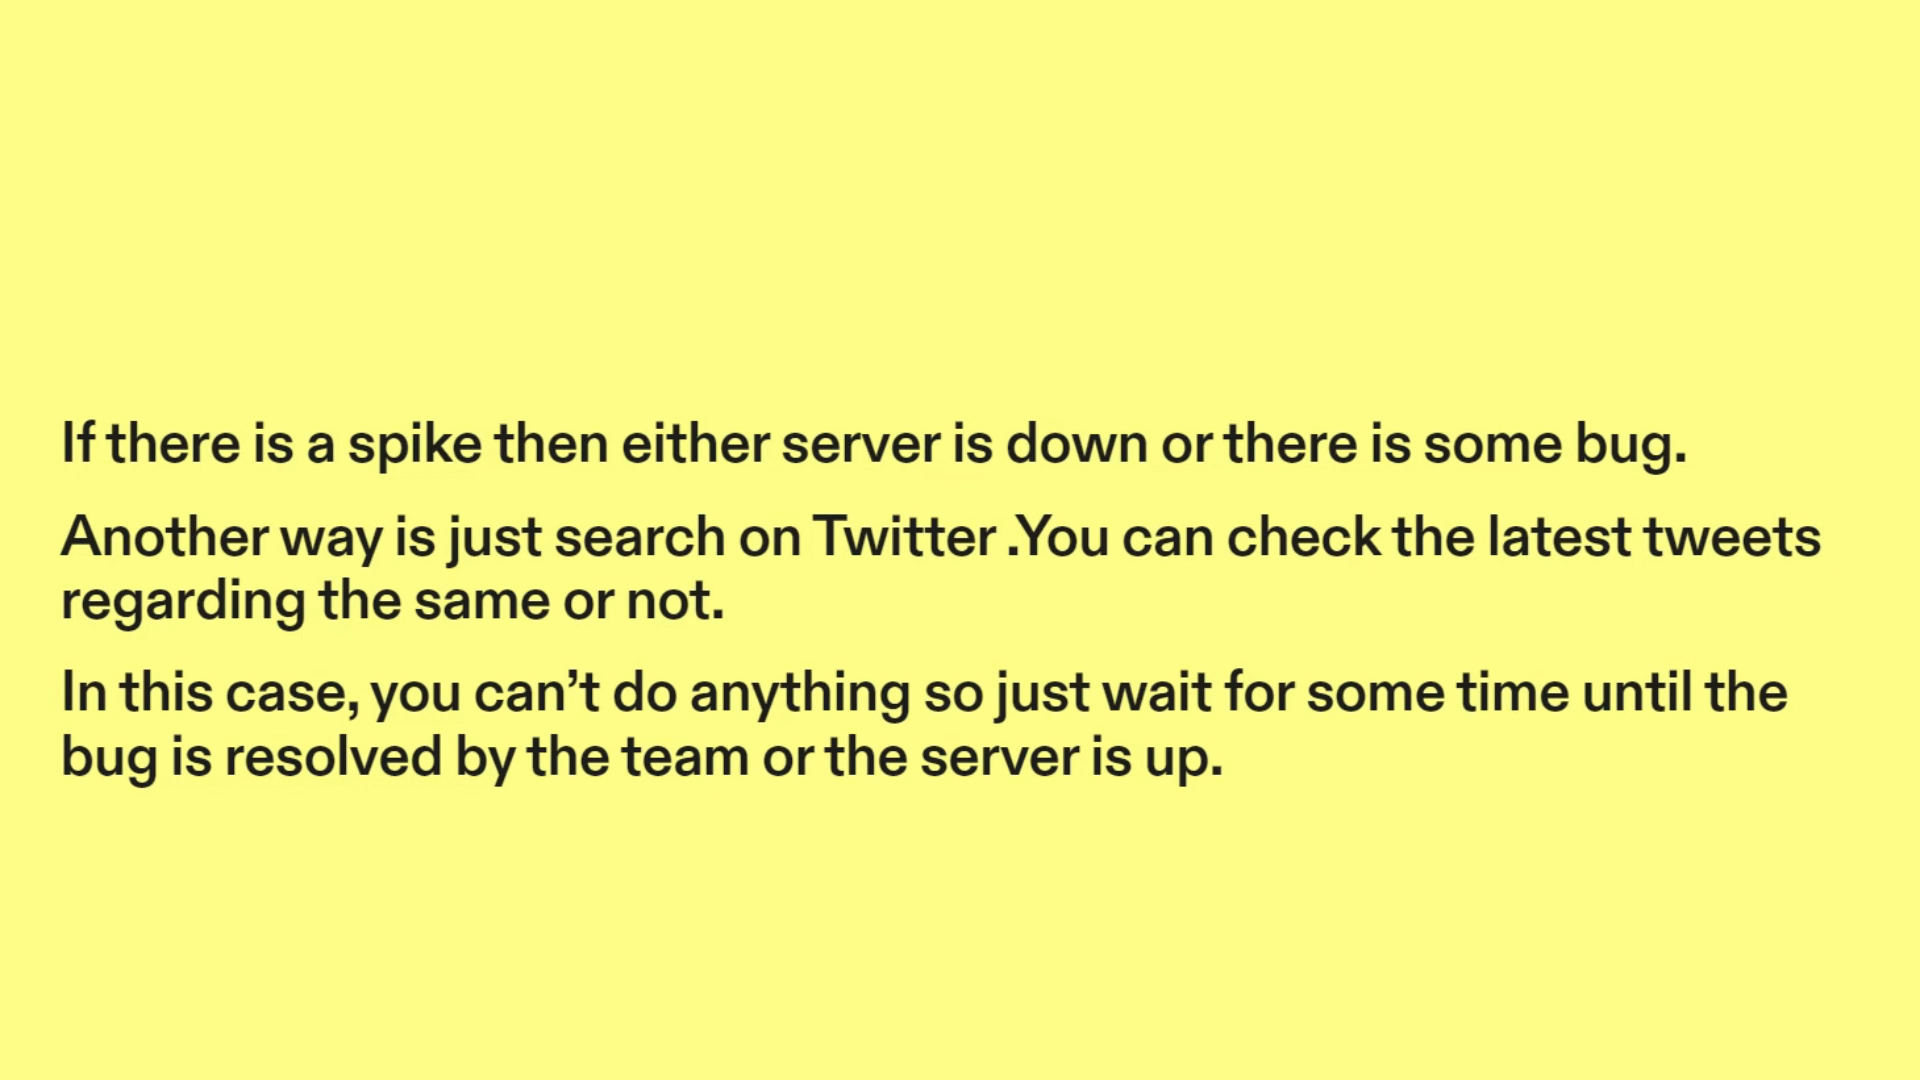 If there is a spike then either server is down or there is some bug.
Another way is just search on Twitter .You can check the latest tweets
regarding the same or not.
In this case, you can’t do anything so just wait for some time until the
bug is resolved by the team or the server is up.